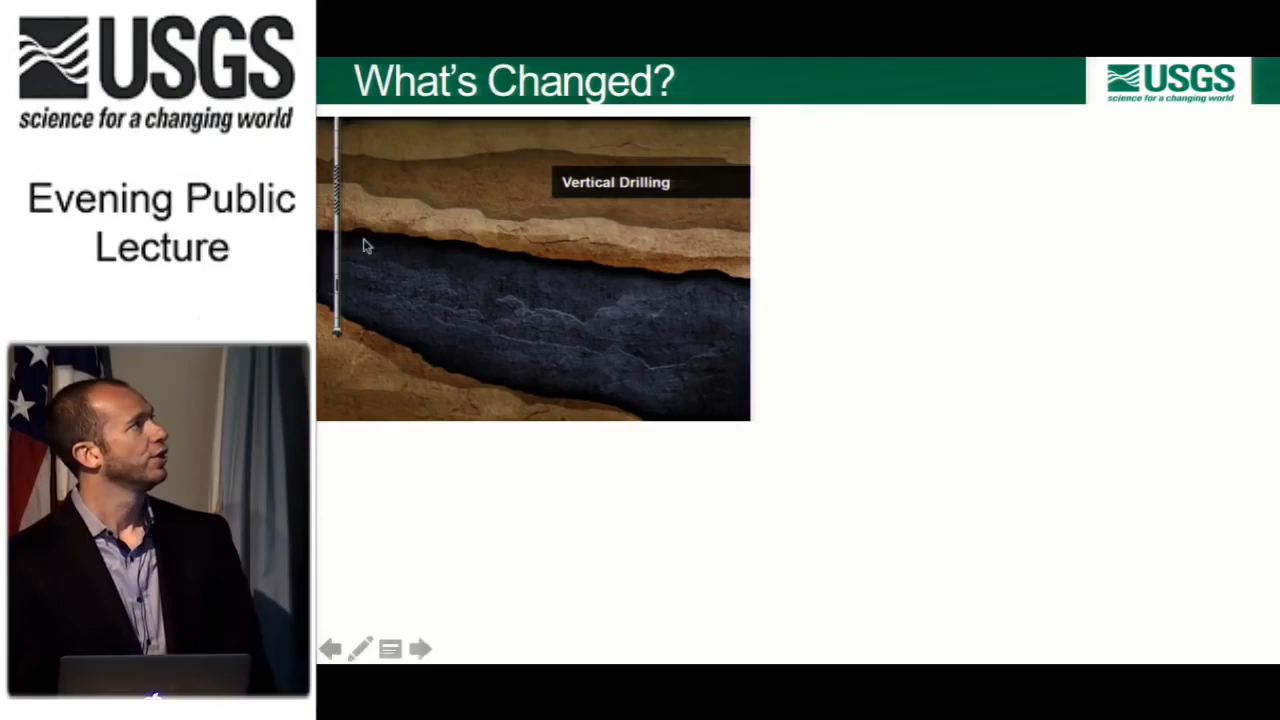 USGS
science for a changing world
Evening Public
Lecture
What's Changed?
USGS
science for a changing world
Vertical Drilling